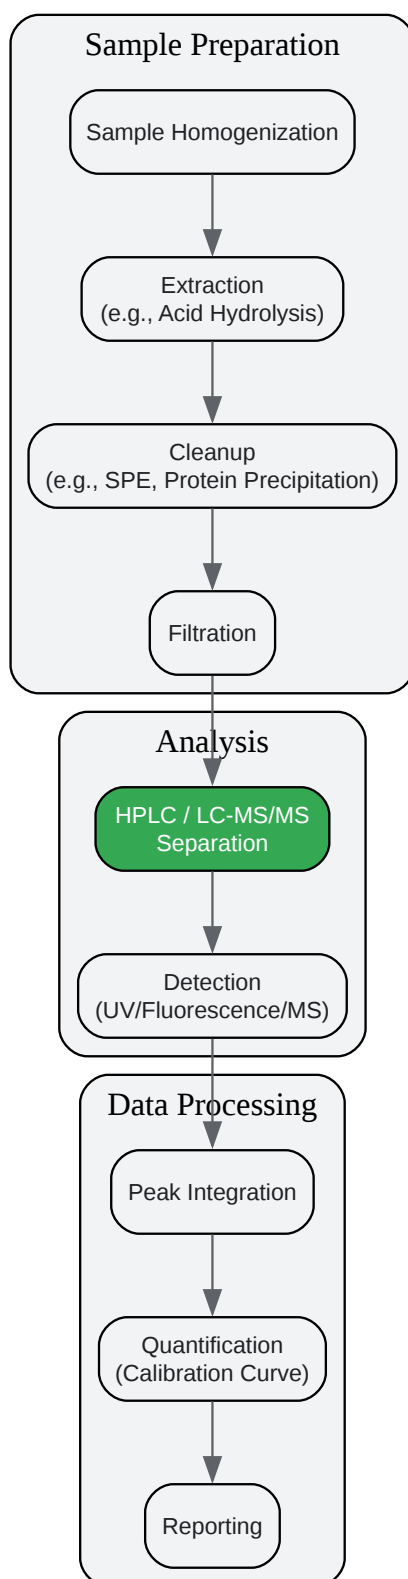 Sample Preparation
Sample Homogenization
Extraction
(e.g., Acid Hydrolysis)
Cleanup
(e.g., SPE, Protein Precipitation)
Filtration
Analysis
HPLC / LC-MS/MS
Separation
Detection
(UV/Fluorescence/MS)
Data Processing
Peak Integration
Quantification
(Calibration Curve)
Reporting